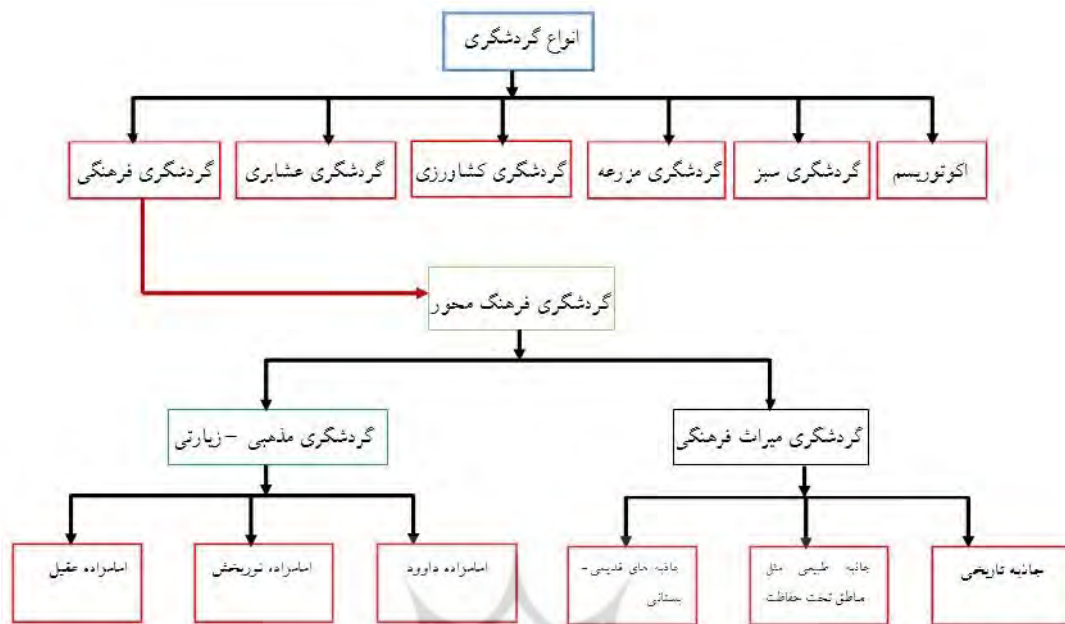 انواع گردشگری
اکوتوریسم
گردشگری سبز
گردشگری مزرعه
گردشگری کشاورزی
گردشگری عشایری
گردشگری فرهنگی
گردشگری فرهنگ محور
گردشگری میراث فرهنگی
گردشگری مذهبی – زیارتی
جاذبه تاریخی
جاذبه طبیعی مثل
مناطق تحت حفاظت
جاذبه های قدیمی-
بستانی
امامزاده داوود
امامزاده نوربخش
امامزاده عقیل